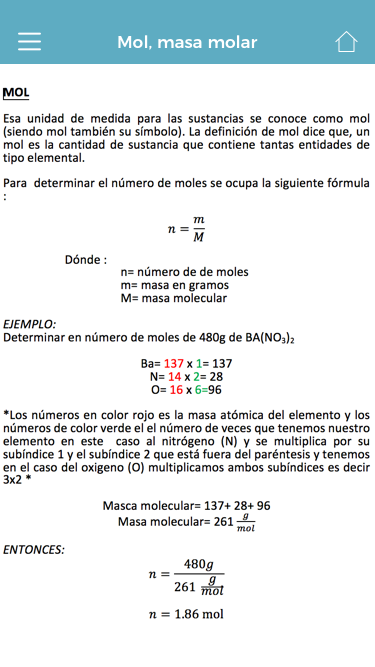 Mol, masa molar
MOL
Esa unidad de medida para las sustancias se conoce como mol
(siendo mol también su símbolo). La definición de mol dice que, un
mol es la cantidad de sustancia que contiene tantas entidades de
tipo elemental.
Para determinar el número de moles se ocupa la siguiente fórmula
:
n = m/M
Dónde :
n= número de de moles
m= masa en gramos
M= masa molecular
EJEMPLO:
Determinar en número de moles de 480g de BA(NO₃)₂
Ba= 137 x 1= 137
N= 14 x 2= 28
O= 16 x 6=96
*Los números en color rojo es la masa atómica del elemento y los
números de color verde el el número de veces que tenemos nuestro
elemento en este caso al nitrógeno (N) y se multiplica por su
subíndice 1 y el subíndice 2 que está fuera del paréntesis y tenemos
en el caso del oxigeno (O) multiplicamos ambos subíndices es decir
3x2 *
Masca molecular= 137+ 28+ 96
Masa molecular= 261 g/mol
ENTONCES:
n = 480g / 261 g/mol
n = 1.86 mol